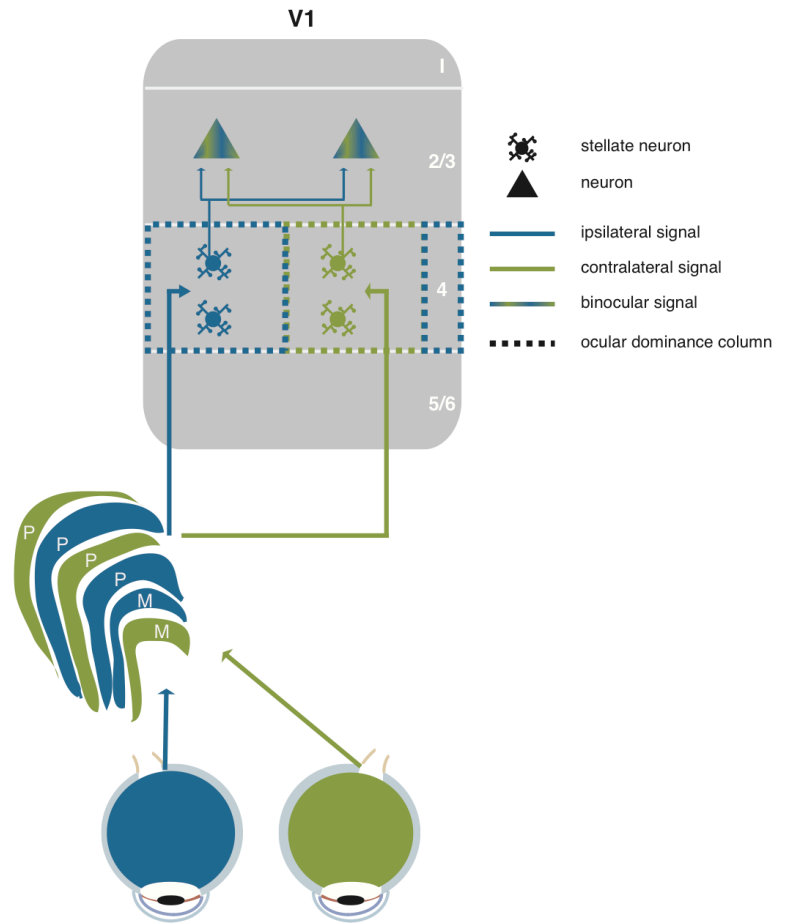 V1
I
2/3
4
5/6
stellate neuron
neuron
ipsilateral signal
contralateral signal
binocular signal
ocular dominance column
P
P
P
P
M
M